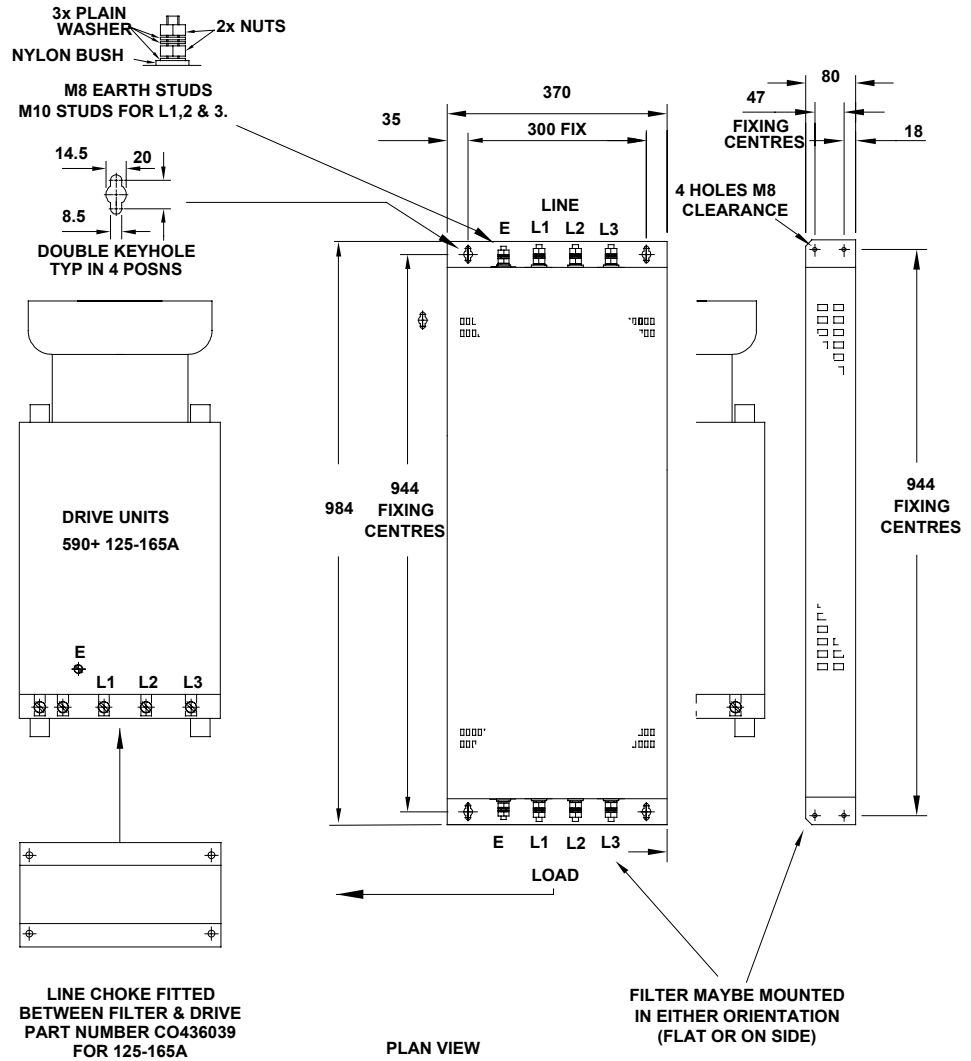 3x PLAIN
WASHER
2x NUTS
NYLON BUSH
M8 EARTH STUDS
M10 STUDS FOR L1,2 & 3.
14.5
20
8.5
DOUBLE KEYHOLE
TYP IN 4 POSNS
35
370
300 FIX
80
47
FIXING
CENTRES
18
4 HOLES M8
CLEARANCE
LINE
E L1 L2 L3
984
944
FIXING
CENTRES
944
FIXING
CENTRES
DRIVE UNITS
590+ 125-165A
E
L1 L2 L3
E L1 L2 L3
LOAD
LINE CHOKE FITTED
BETWEEN FILTER & DRIVE
PART NUMBER CO436039
FOR 125-165A
PLAN VIEW
FILTER MAYBE MOUNTED
IN EITHER ORIENTATION
(FLAT OR ON SIDE)